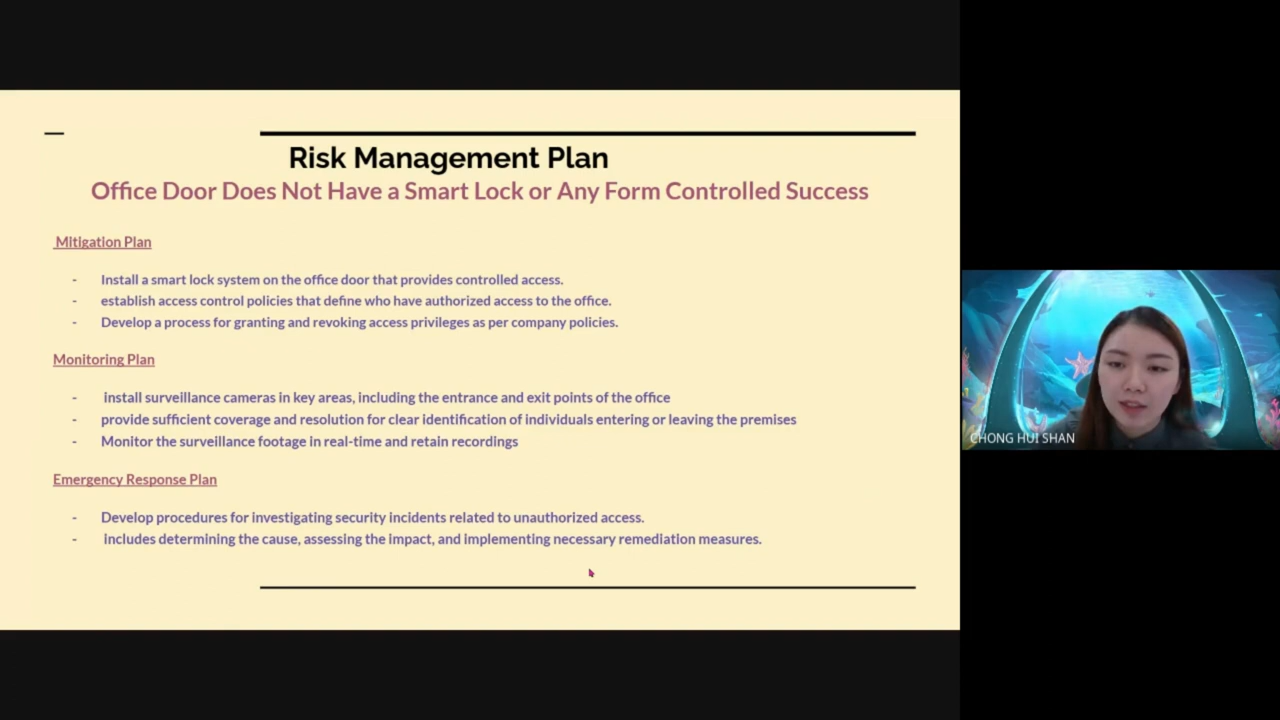 Risk Management Plan
Office Door Does Not Have a Smart Lock or Any Form Controlled Success
Mitigation Plan
- Install a smart lock system on the office door that provides controlled access.
- establish access control policies that define who have authorized access to the office.
- Develop a process for granting and revoking access privileges as per company policies.
Monitoring Plan
- install surveillance cameras in key areas, including the entrance and exit points of the office
- provide sufficient coverage and resolution for clear identification of individuals entering or leaving the premises
- Monitor the surveillance footage in real-time and retain recordings
Emergency Response Plan
- Develop procedures for investigating security incidents related to unauthorized access.
- includes determining the cause, assessing the impact, and implementing necessary remediation measures.
CHONG HUI SHAN